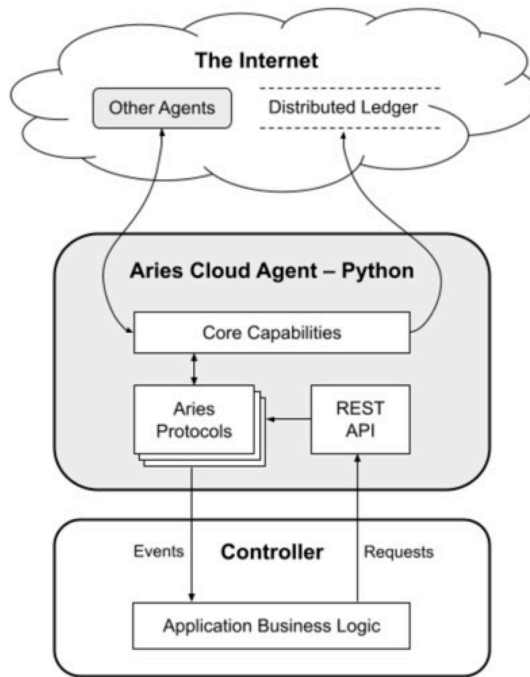 The Internet
Other Agents
Distributed Ledger
Aries Cloud Agent – Python
Core Capabilities
Aries
Protocols
REST
API
Events
Controller
Requests
Application Business Logic